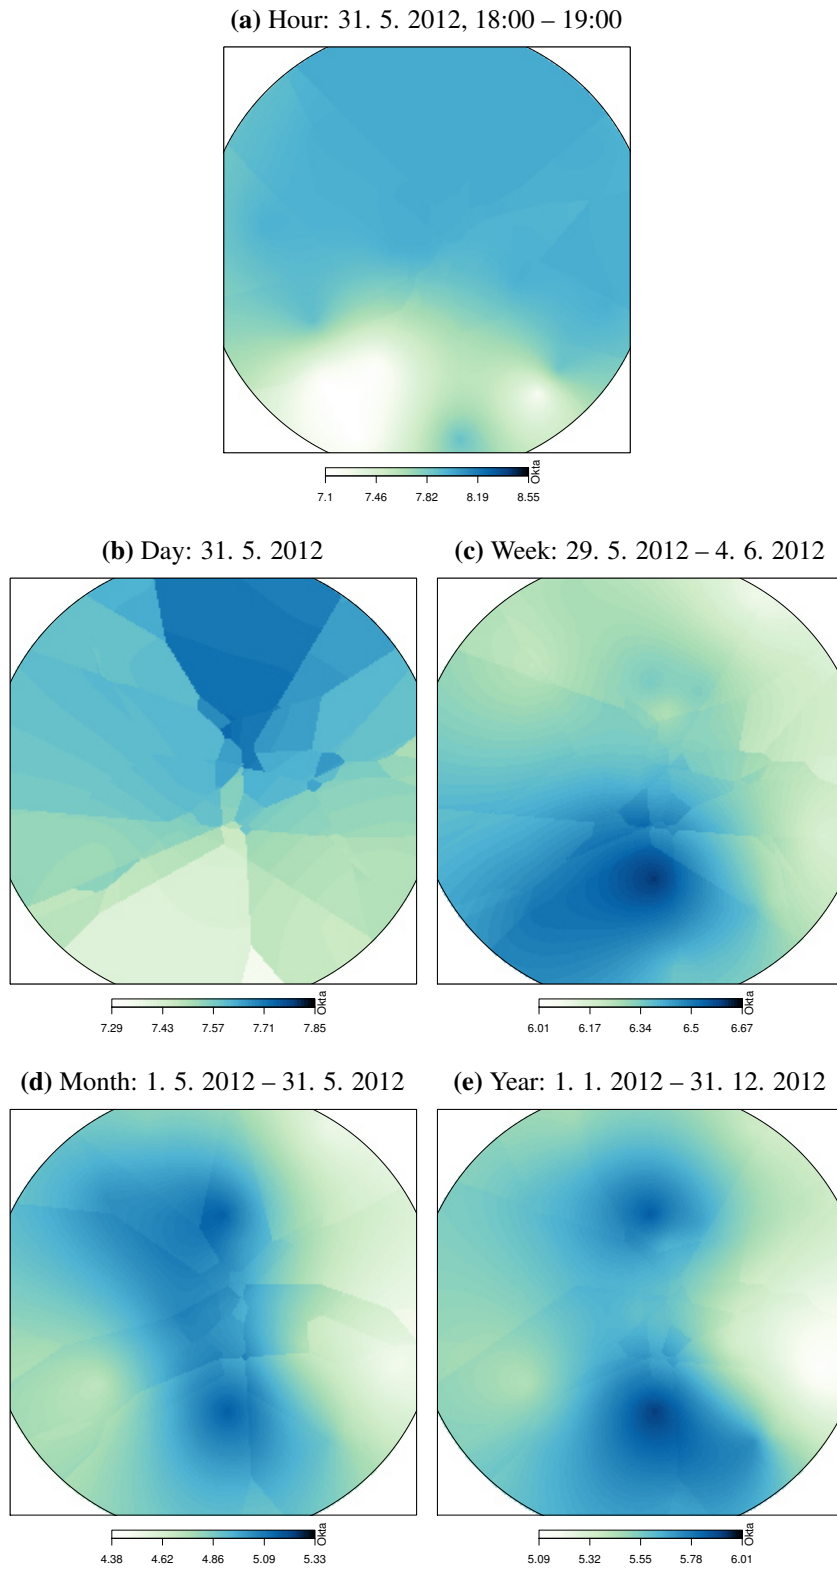 (a) Hour: 31. 5. 2012, 18:00 – 19:00
Okta
7.1 7.46 7.82 8.19 8.55
(b) Day: 31. 5. 2012
Okta
7.29 7.43 7.57 7.71 7.85
(c) Week: 29. 5. 2012 – 4. 6. 2012
Okta
6.01 6.17 6.34 6.5 6.67
(d) Month: 1. 5. 2012 – 31. 5. 2012
Okta
4.38 4.62 4.86 5.09 5.33
(e) Year: 1. 1. 2012 – 31. 12. 2012
Okta
5.09 5.32 5.55 5.78 6.01